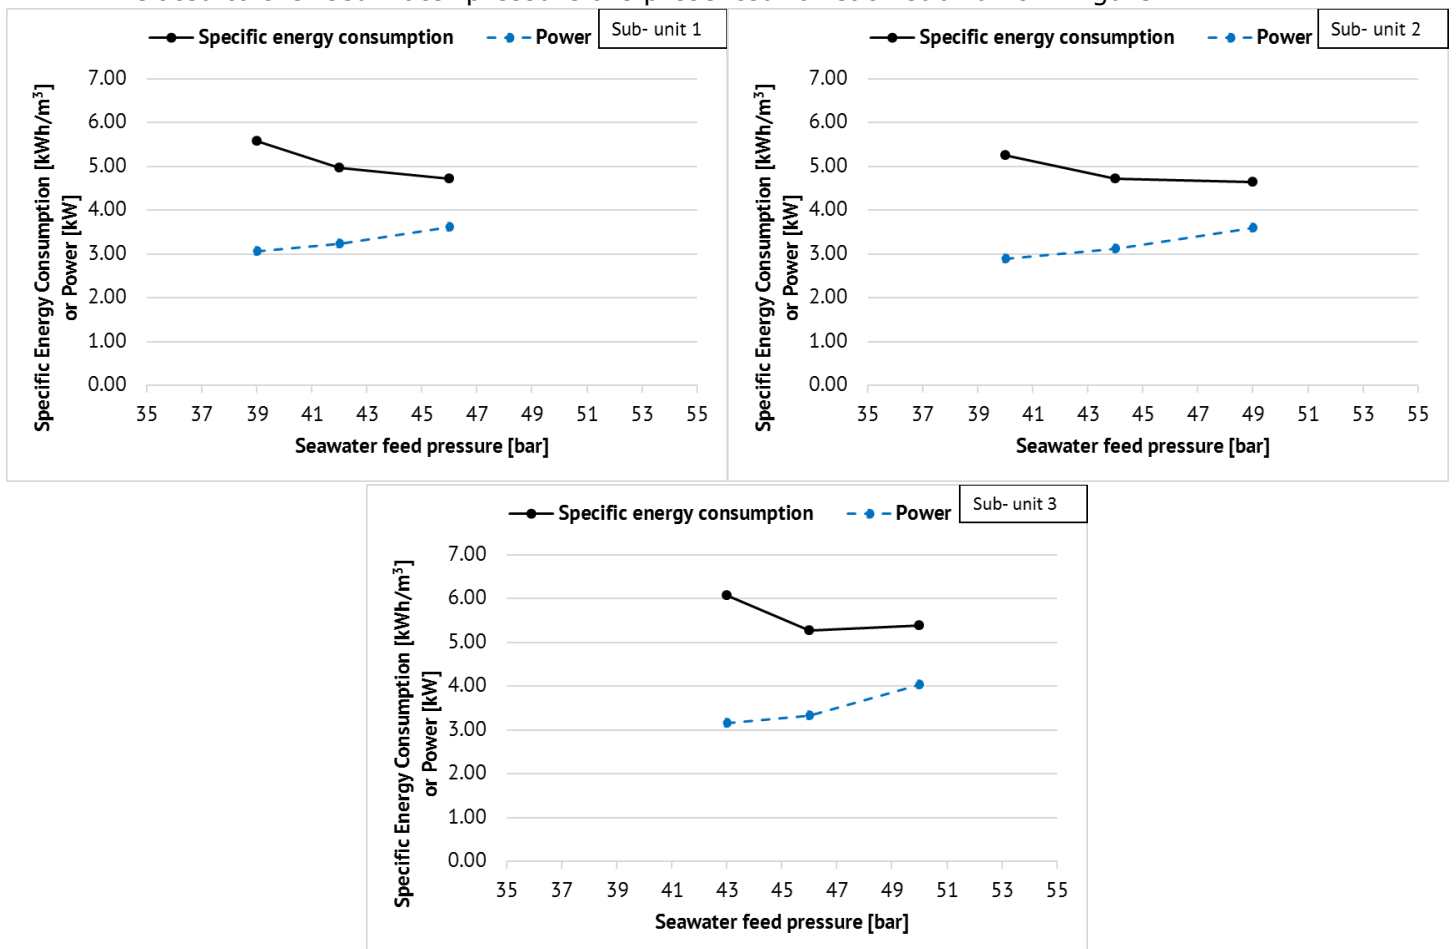 Specific energy consumption Power Sub- unit 1
7.00
6.00
5.00
4.00
3.00
2.00
1.00
0.00
Specific Energy Consumption [kWh/m³]
or Power [kW]
35 37 39 41 43 45 47 49 51 53 55
Seawater feed pressure [bar]
Specific energy consumption Power Sub- unit 2
7.00
6.00
5.00
4.00
3.00
2.00
1.00
0.00
Specific Energy Consumption [kWh/m³]
or Power [kW]
35 37 39 41 43 45 47 49 51 53 55
Seawater feed pressure [bar]
Specific energy consumption Power Sub- unit 3
7.00
6.00
5.00
4.00
3.00
2.00
1.00
0.00
Specific Energy Consumption [kWh/m³]
or Power [kW]
35 37 39 41 43 45 47 49 51 53 55
Seawater feed pressure [bar]